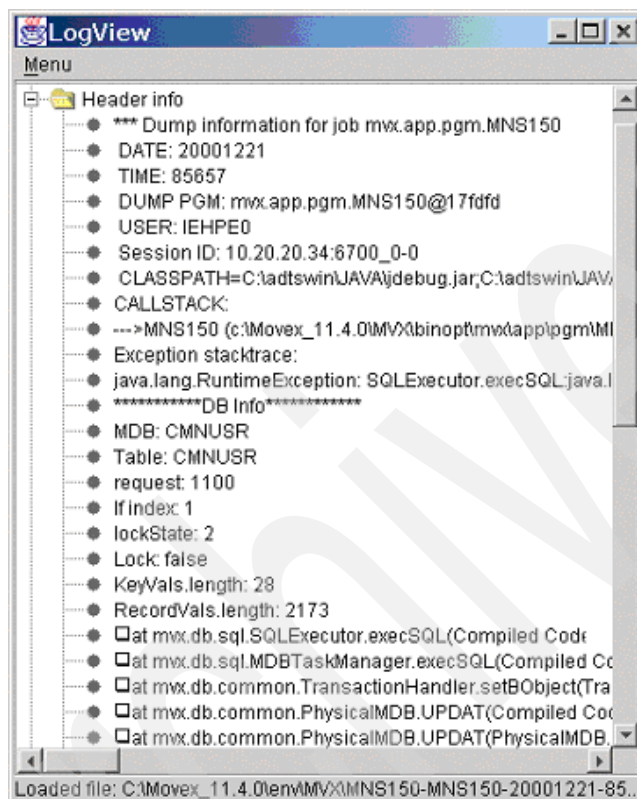 LogView
Menu
Header info
*** Dump information for job mvx.app.pgm.MNS150
DATE: 20001221
TIME: 85657
DUMP PGM: mvx.app.pgm.MNS150@17fdfd
USER: IEHPE0
Session ID: 10.20.20.34:6700_0-0
CLASSPATH=C:\adtswin\JAVA\jdebug.jar;C:\adtswin\JAVA
CALLSTACK:
--->MNS150 (c:\Movex_11.4.0\MVX\binopt\mvx\app\pgm\M
Exception stacktrace:
java.lang.RuntimeException: SQLExecutor.execSQL:java.l
***********DB Info************
MDB: CMNUSR
Table: CMNUSR
request: 1100
If index: 1
lockState: 2
Lock: false
KeyVals.length: 28
RecordVals.length: 2173
at mvx.db.sql.SQLExecutor.execSQL(Compiled Code
at mvx.db.sql.MDBTaskManager.execSQL(Compiled Co
at mvx.db.common.TransactionHandler.setBObject(Tra
at mvx.db.common.PhysicalMDB.UPDAT(Compiled Coo
at mvx.db.common.PhysicalMDB.UPDAT(PhysicalMDB.
Loaded file: C:\Movex_11.4.0\env\MVX\MNS150-MNS150-20001221-85...